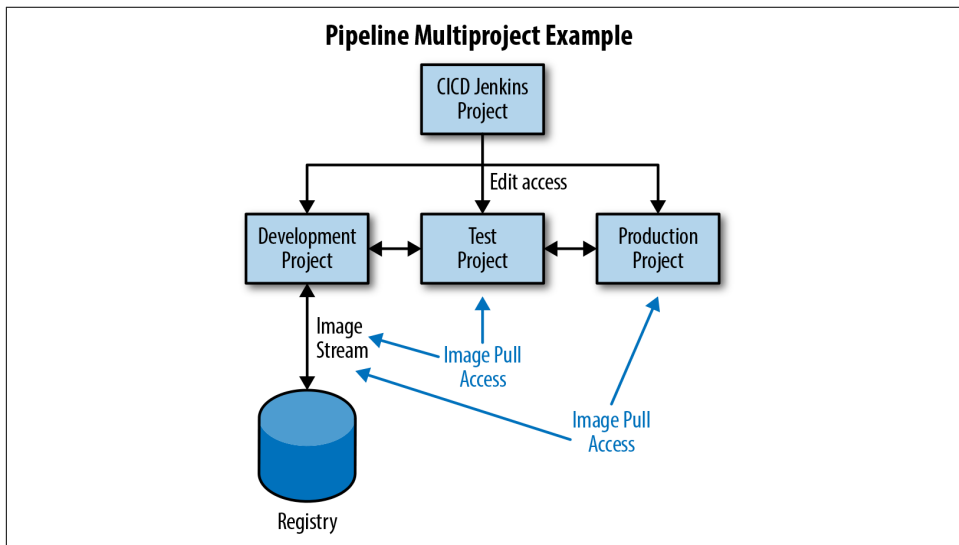 Pipeline Multiproject Example
CICD Jenkins
Project
Edit access
Development
Project
Test
Project
Production
Project
Image
Stream
Image Pull
Access
Image Pull
Access
Registry